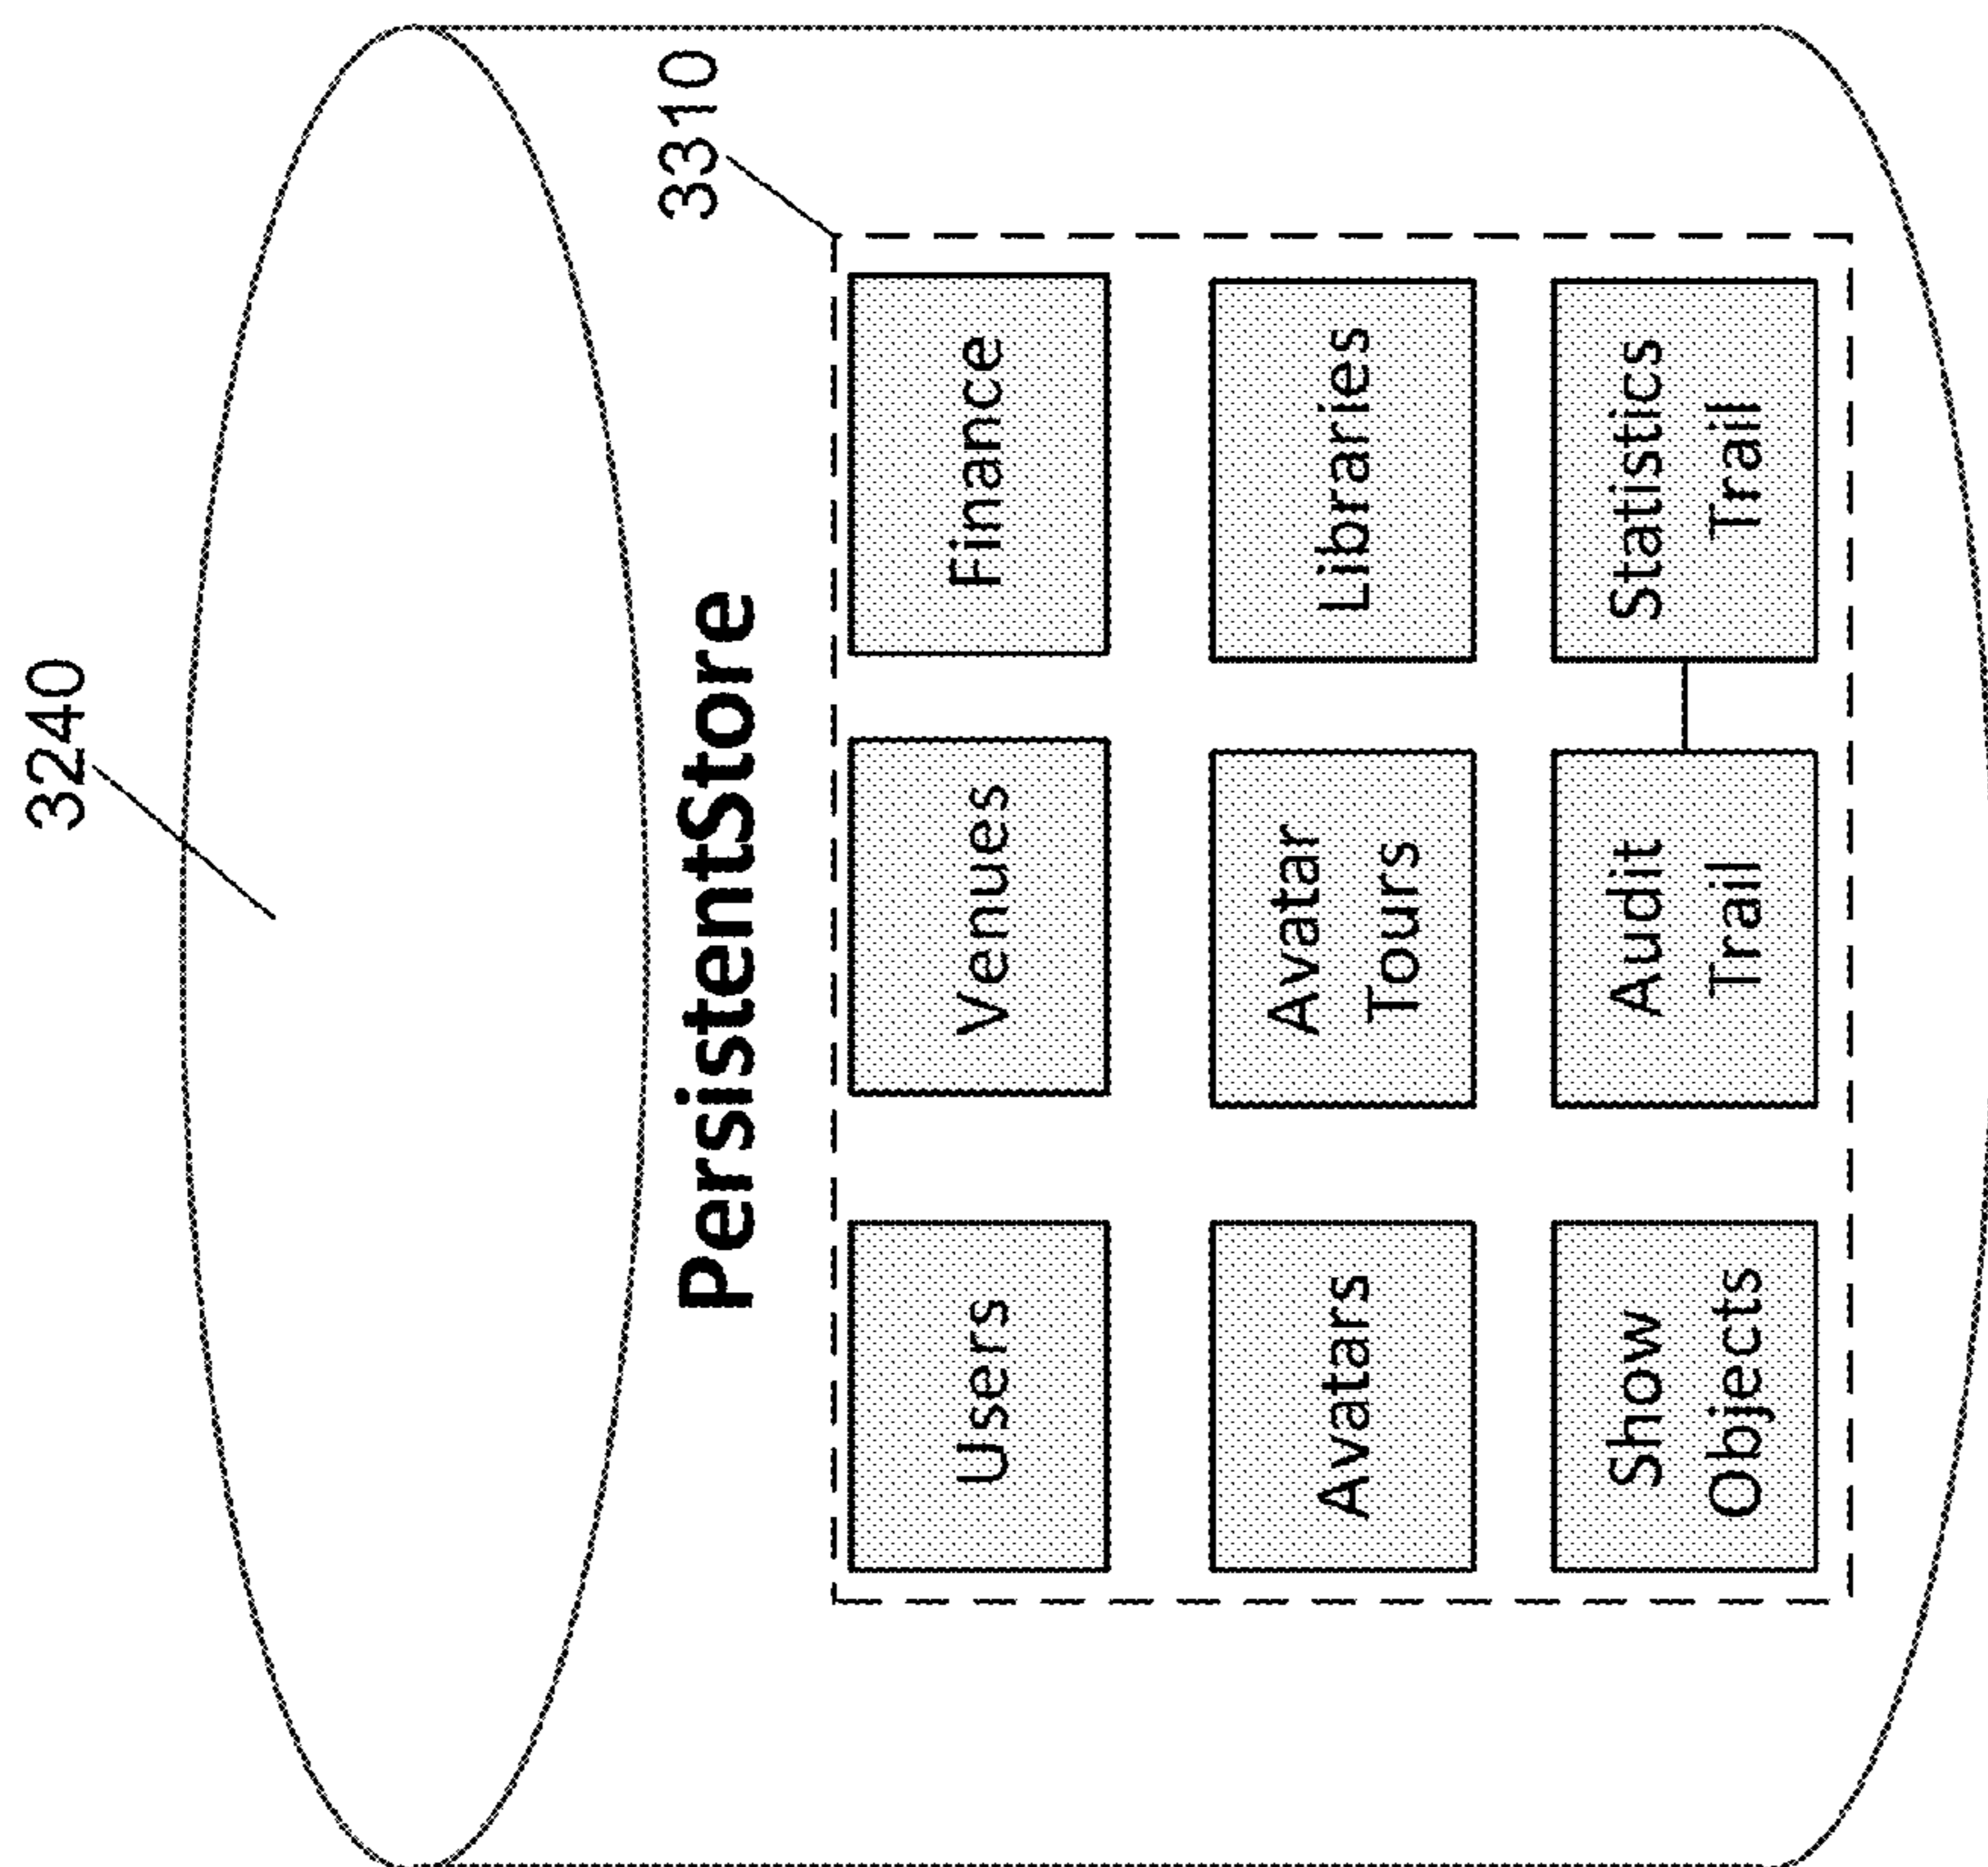 3240
PersistentStore
3310
Users
Venues
Finance
Avatars
Avatar
Tours
Libraries
Show
Objects
Audit
Trail
Statistics
Trail